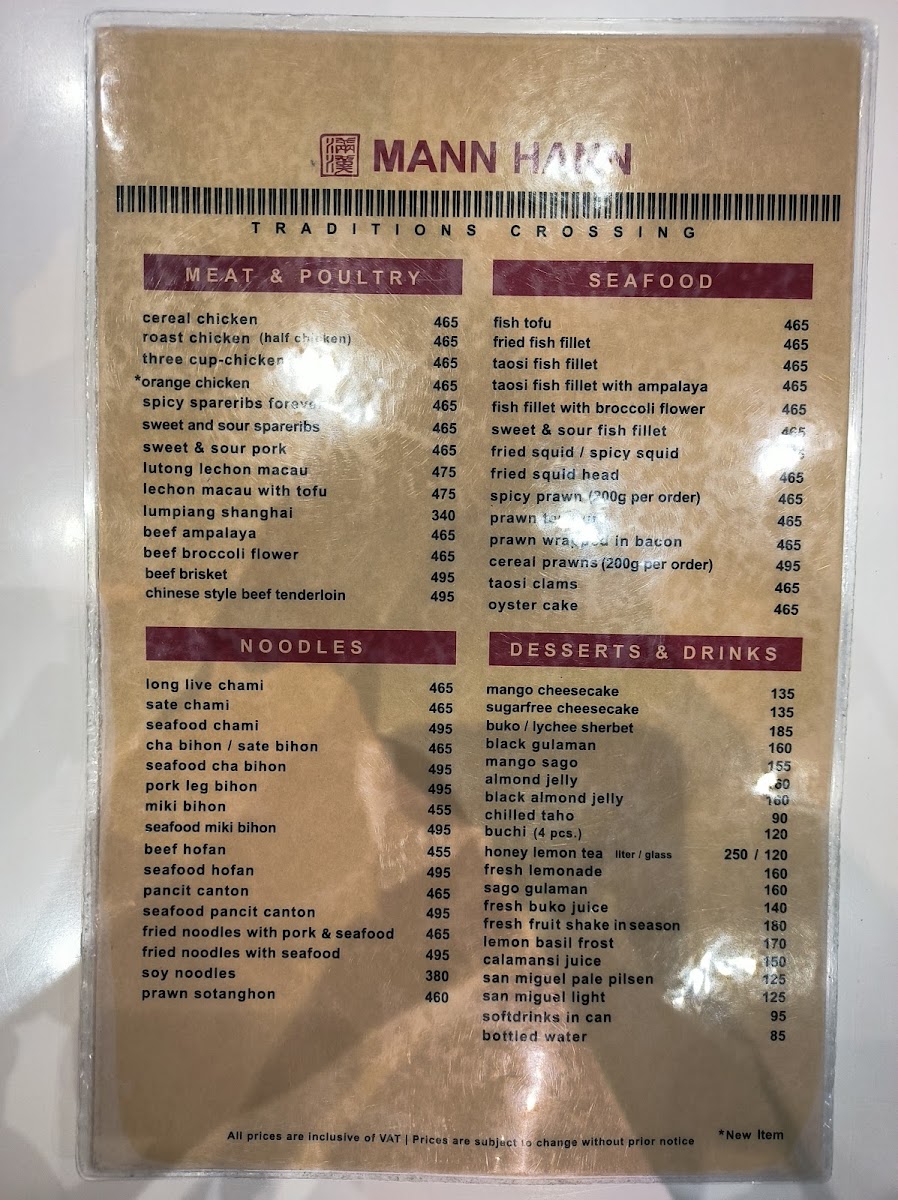 滿漢 MANN HANN
TRADITIONS CROSSING
MEAT & POULTRY
cereal chicken 465
roast chicken (half chicken) 465
three cup-chicken 465
*orange chicken 465
spicy spareribs forever 465
sweet and sour spareribs 465
sweet & sour pork 465
lutong lechon macau 475
lechon macau with tofu 475
lumpiang shanghai 340
beef ampalaya 465
beef broccoli flower 465
beef brisket 495
chinese style beef tenderloin 495
NOODLES
long live chami 465
sate chami 465
seafood chami 495
cha bihon / sate bihon 465
seafood cha bihon 495
pork leg bihon 495
miki bihon 455
seafood miki bihon 495
beef hofan 455
seafood hofan 495
pancit canton 465
seafood pancit canton 495
fried noodles with pork & seafood 465
fried noodles with seafood 495
soy noodles 380
prawn sotanghon 460
SEAFOOD
fish tofu 465
fried fish fillet 465
taosi fish fillet 465
taosi fish fillet with ampalaya 465
fish fillet with broccoli flower 465
sweet & sour fish fillet 465
fried squid / spicy squid
fried squid head 465
spicy prawn (200g per order) 465
prawn 465
prawn wrapped in bacon 465
cereal prawns (200g per order) 495
taosi clams 465
oyster cake 465
DESSERTS & DRINKS
mango cheesecake 135
sugarfree cheesecake 135
buko / lychee sherbet 185
black gulaman 160
mango sago 155
almond jelly
black almond jelly 160
chilled taho 90
buchi (4 pcs.) 120
honey lemon tea liter / glass 250 / 120
fresh lemonade 160
sago gulaman 160
fresh buko juice 140
fresh fruit shake in season 180
lemon basil frost 170
calamansi juice 150
san miguel pale pilsen 125
san miguel light 125
softdrinks in can 95
bottled water 85
All prices are inclusive of VAT | Prices are subject to change without prior notice *New Item